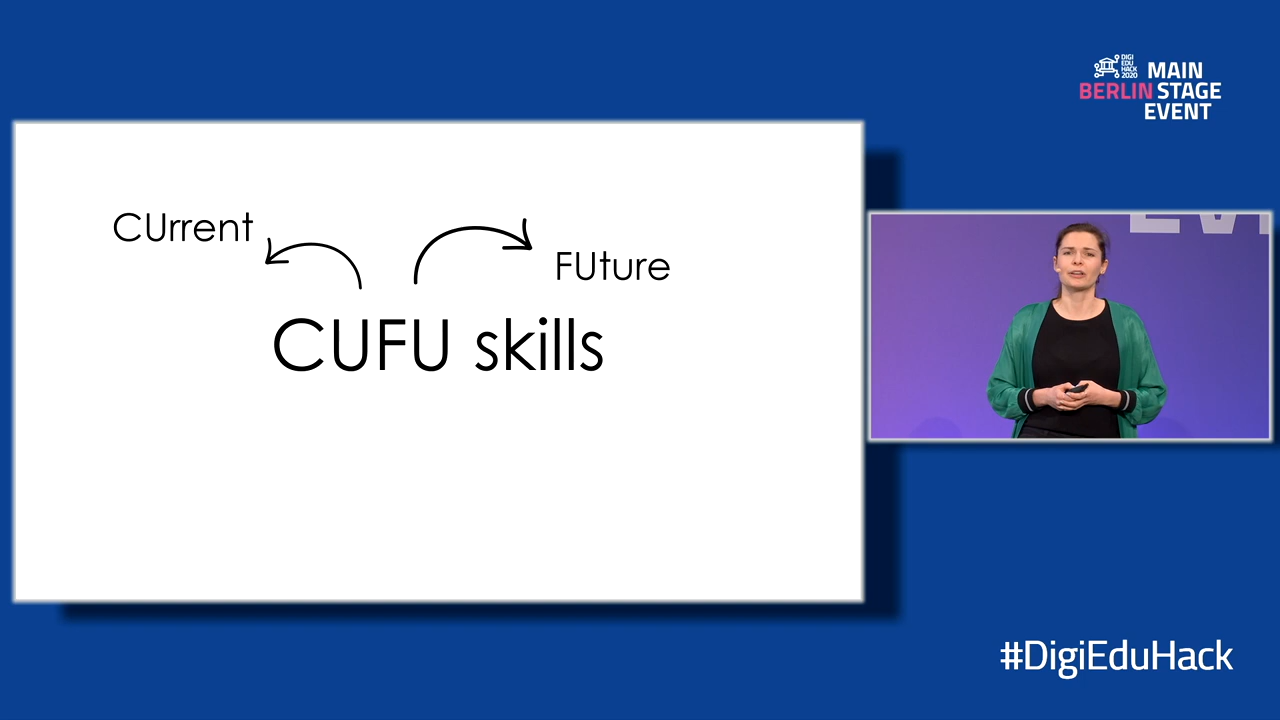 DIGI
EDU
HACK
2020
MAIN
BERLIN STAGE
EVENT
CUrrent
FUture
CUFU skills
#DigiEduHack